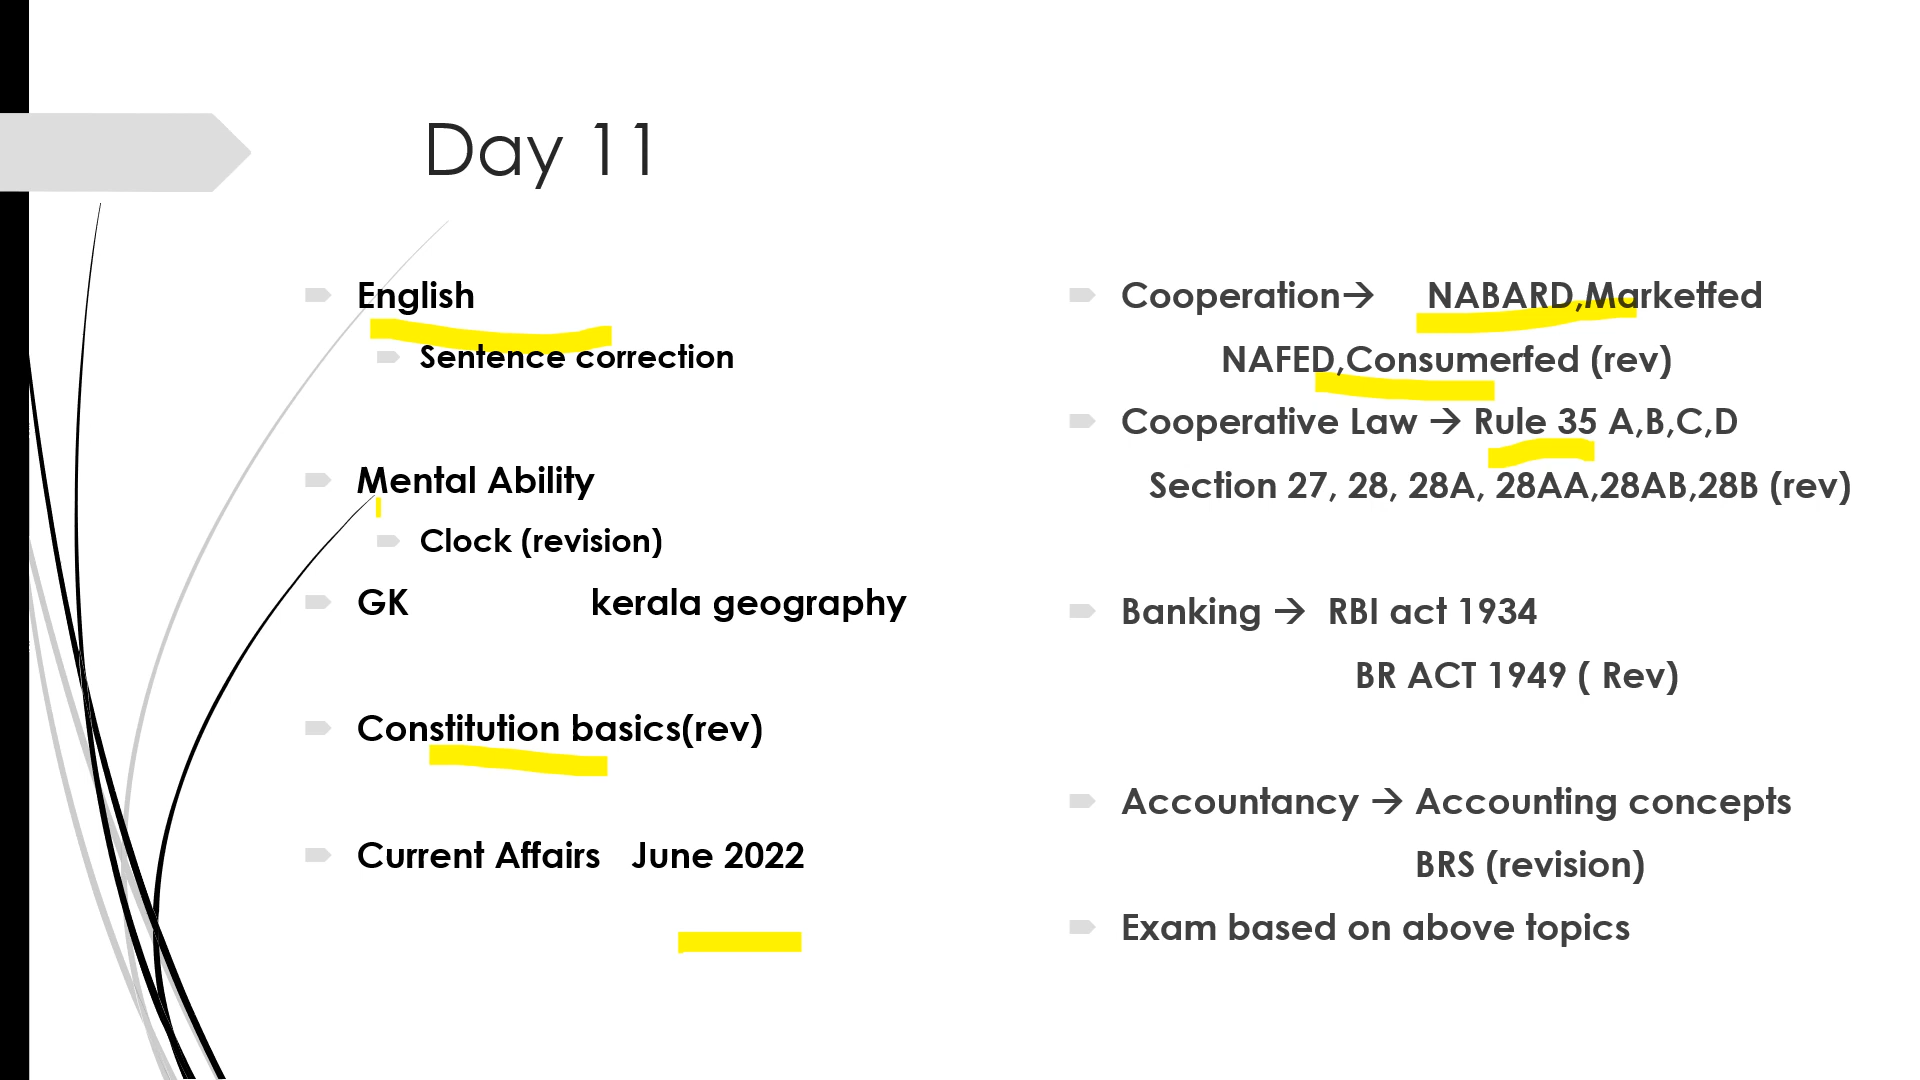 Day 11
English
Sentence correction
Mental Ability
Clock (revision)
GK kerala geography
Constitution basics(rev)
Current Affairs June 2022
Cooperation→ NABARD,Marketfed
NAFED,Consumerfed (rev)
Cooperative Law → Rule 35 A,B,C,D
Section 27, 28, 28A, 28AA,28AB,28B (rev)
Banking → RBI act 1934
BR ACT 1949 ( Rev)
Accountancy → Accounting concepts
BRS (revision)
Exam based on above topics